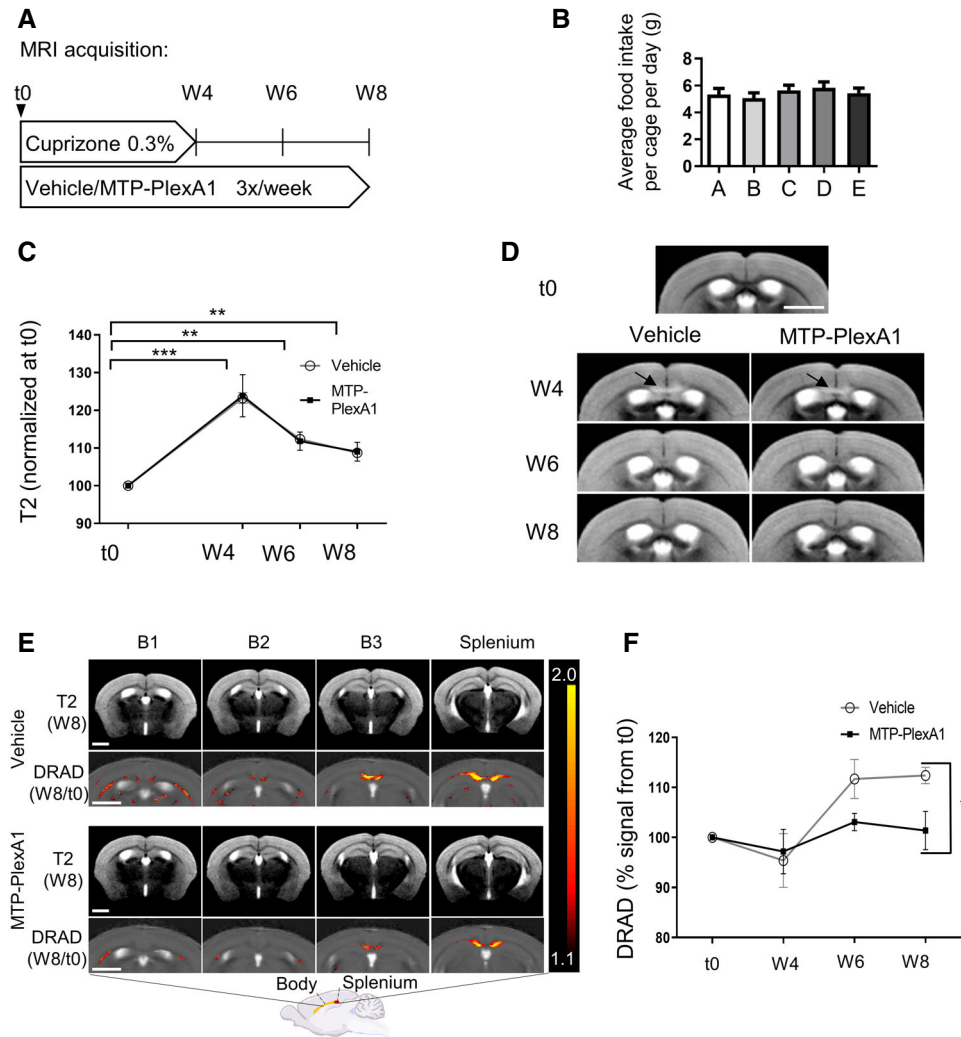 A
MRI acquisition:
t0
W4
W6
W8
Cuprizone 0.3%
Vehicle/MTP-PlexA1 3x/week
B
Average food intake
per cage per day (g)
8
6
4
2
0
A
B
C
D
E
C
T2 (normalized at t0)
140
130
120
110
100
90
**
**
***
Vehicle
MTP-
PlexA1
t0
W4
W6
W8
D
t0
Vehicle
MTP-PlexA1
W4
W6
W8
E
B1
B2
B3
Splenium
Vehicle
T2
(W8)
DRAD
(W8/t0)
MTP-PlexA1
T2
(W8)
DRAD
(W8/t0)
2.0
1.1
Body
Splenium
F
Vehicle
MTP-PlexA1
DRAD (% signal from t0)
120
110
100
90
80
t0
W4
W6
W8